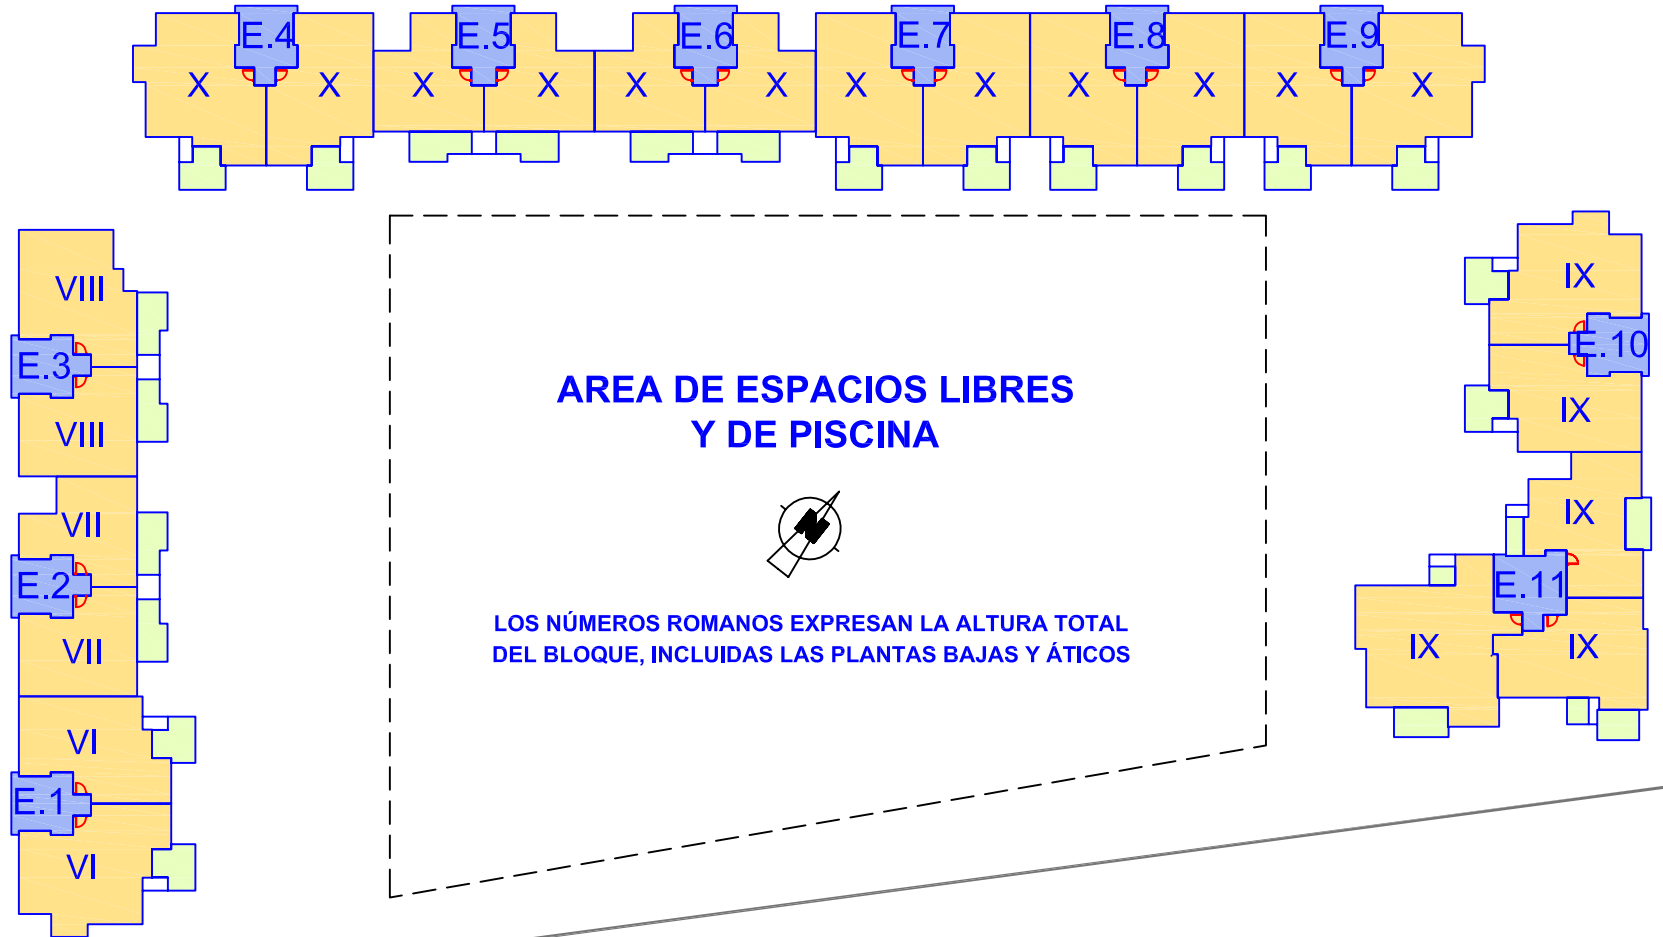 E.4 E.5 E.6 E.7 E.8 E.9
X X X X X X X X X X X X
VIII
E.3
VIII
VII
E.2
VII
VI
E.1
VI
AREA DE ESPACIOS LIBRES
Y DE PISCINA
N
LOS NÚMEROS ROMANOS EXPRESAN LA ALTURA TOTAL
DEL BLOQUE, INCLUIDAS LAS PLANTAS BAJAS Y ÁTICOS
IX
E.10
IX
IX
E.11
IX IX